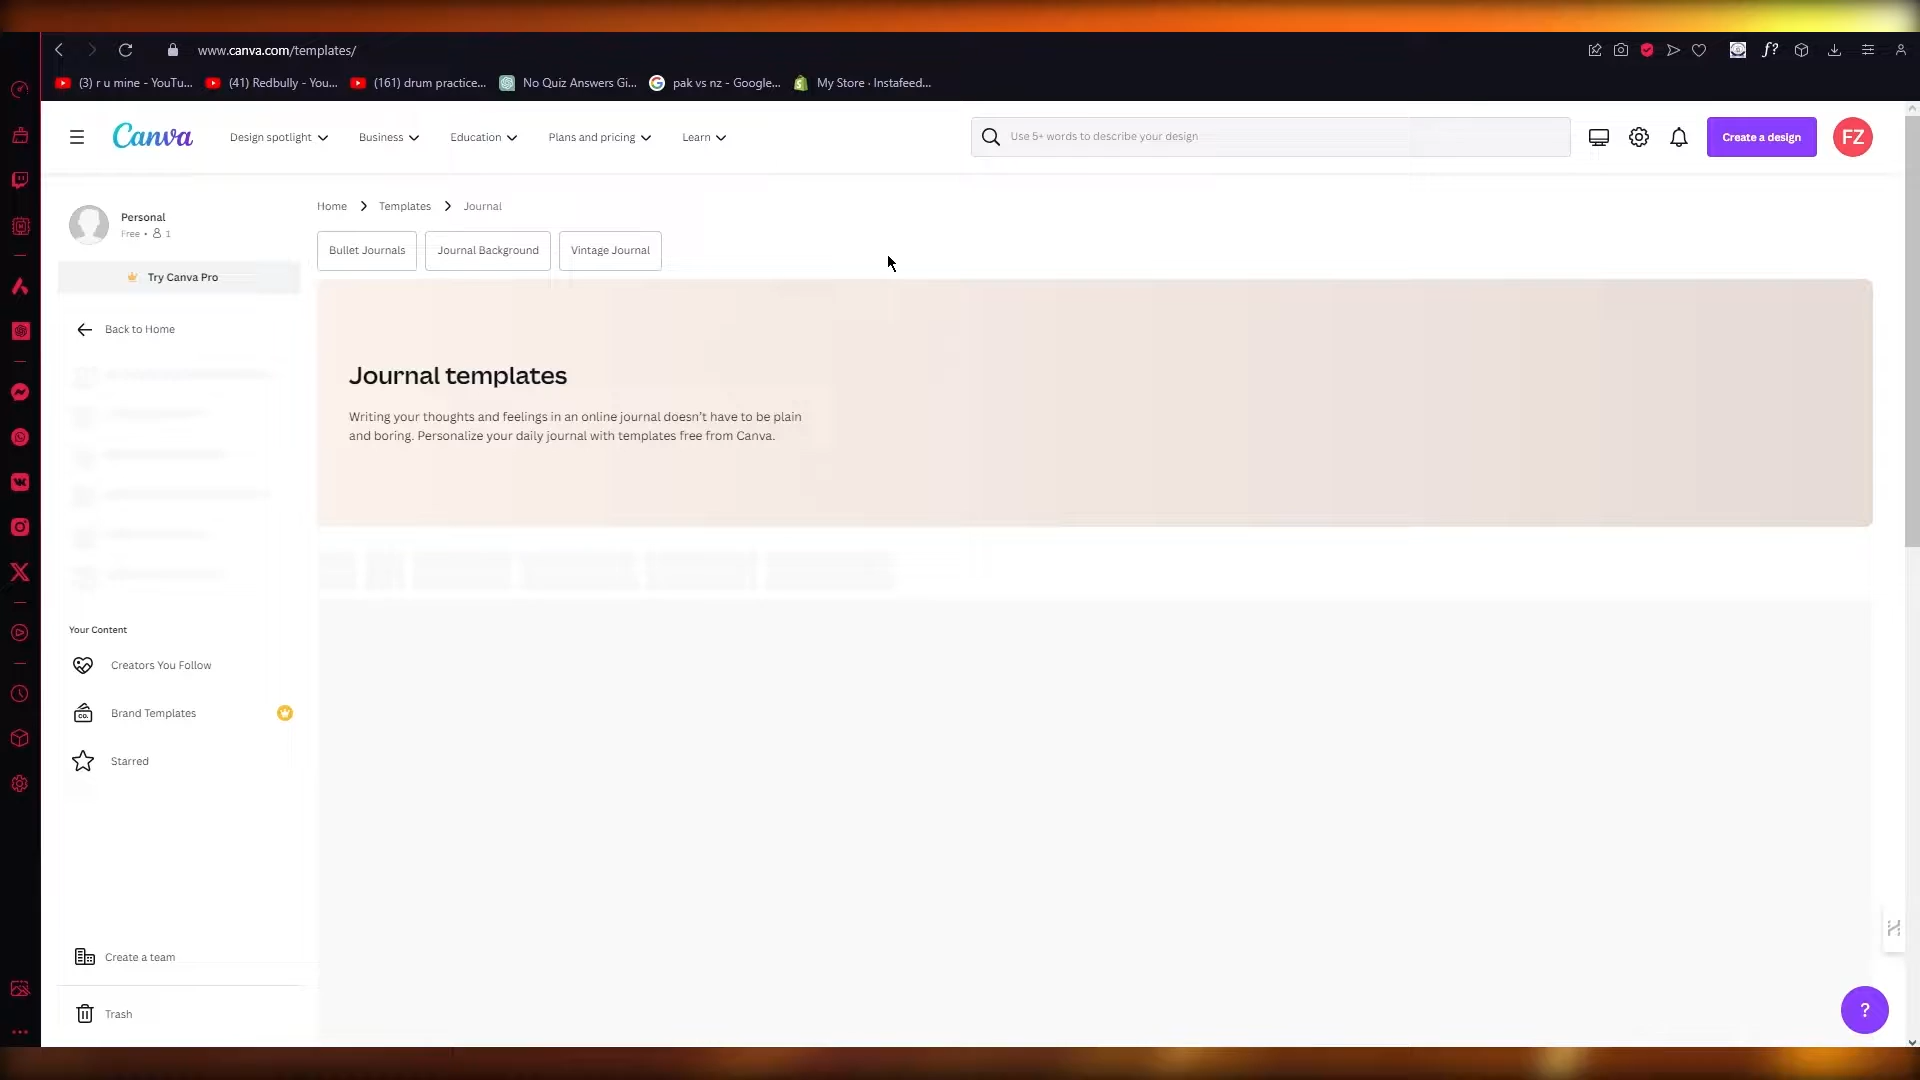 www.canva.com/templates/
(3) r u mine - YouTu...
(41) Redbully - You...
(161) drum practice...
No Quiz Answers Gi...
pak vs nz - Google...
My Store · Instafeed...
f?
Canva
Design spotlight
Business
Education
Plans and pricing
Learn
Use 5+ words to describe your design
Create a design
FZ
Personal
Free • 1
Try Canva Pro
Back to Home
Your Content
Creators You Follow
CO.
Brand Templates
Starred
Create a team
Trash
Home
Templates
Journal
Bullet Journals
Journal Background
Vintage Journal
Journal templates
Writing your thoughts and feelings in an online journal doesn't have to be plain
and boring. Personalize your daily journal with templates free from Canva.
?